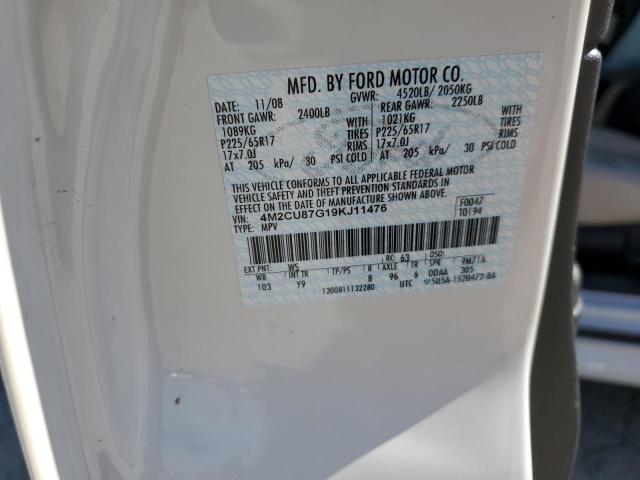 MFD. BY FORD MOTOR CO.
DATE: 11/08 GVWR: 4520LB/ 2050KG
FRONT GAWR: 2400LB REAR GAWR: 2250LB
1089KG WITH 1021KG WITH
P225/65R17 TIRES P225/65R17 TIRES
17x7.0J RIMS 17x7.0J RIMS
AT 205 kPa/ 30 PSI COLD AT 205 kPa/ 30 PSI COLD
THIS VEHICLE CONFORMS TO ALL APPLICABLE FEDERAL MOTOR
VEHICLE SAFETY AND THEFT PREVENTION STANDARDS IN
EFFECT ON THE DATE OF MANUFACTURE SHOWN ABOVE.
VIN: 4M2CU87G19KJ11476 F0047
TYPE: MPV T0194
EXT PNT: WS RC: 63 DSO:
WB INT TR TP/PS R AXLE TR SPR 9M71A
103 Y9 8 96 6 DDAA 305
1200811132280 UTC